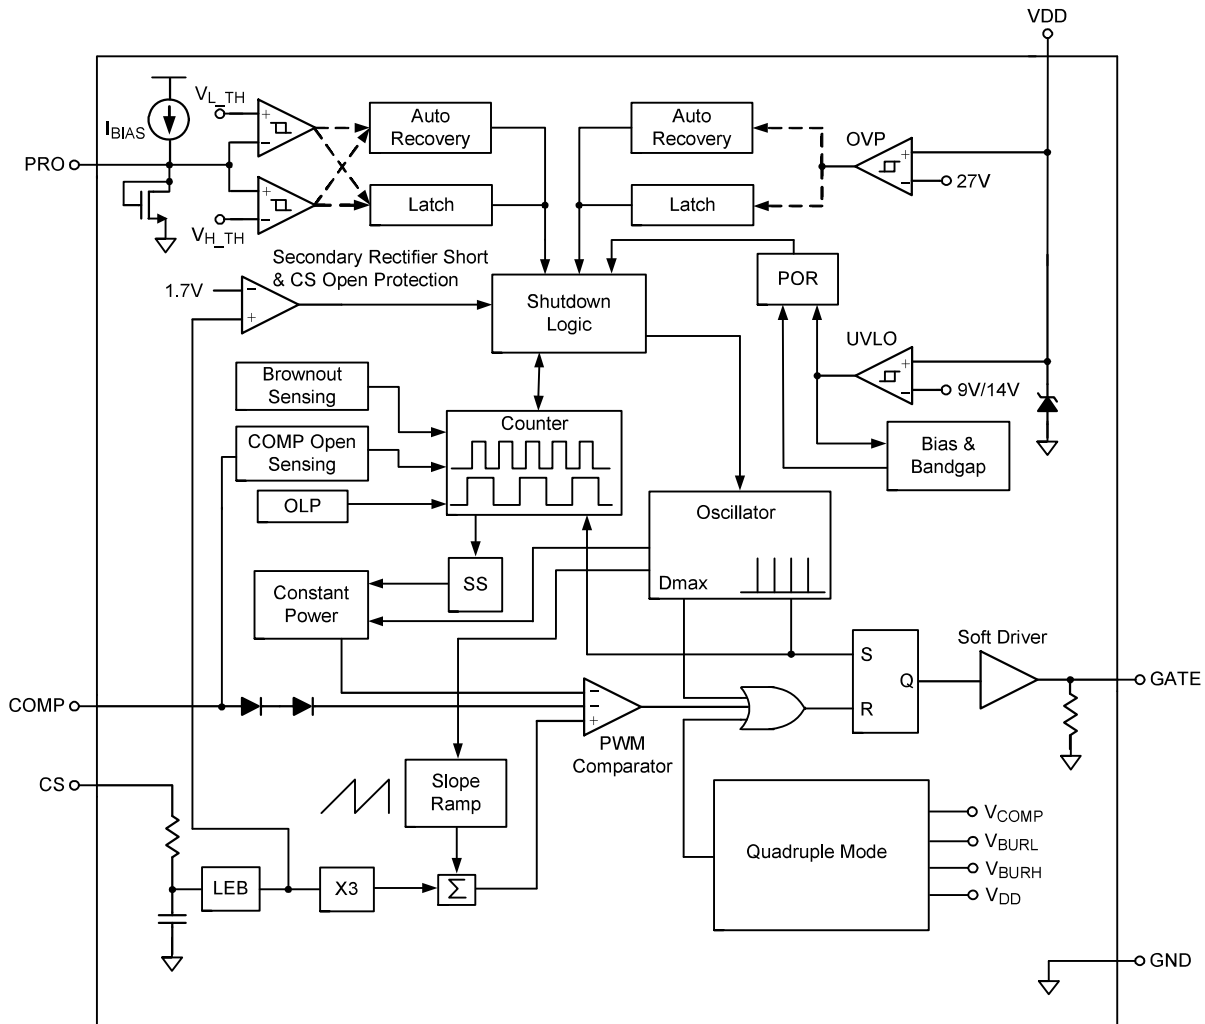 VDD
VL_TH
IBIAS
Auto
Recovery
Auto
Recovery
OVP
PRO
27V
Latch
Latch
VH_TH
Secondary Rectifier Short
& CS Open Protection
POR
1.7V
Shutdown
Logic
UVLO
Brownout
Sensing
9V/14V
Counter
COMP Open
Sensing
Bias &
Bandgap
OLP
Oscillator
SS
Dmax
Constant
Power
Soft Driver
S
Q
GATE
COMP
R
PWM
Comparator
CS
Slope
Ramp
VCOMP
VBURL
Quadruple Mode
VBURH
LEB
X3
Σ
VDD
GND